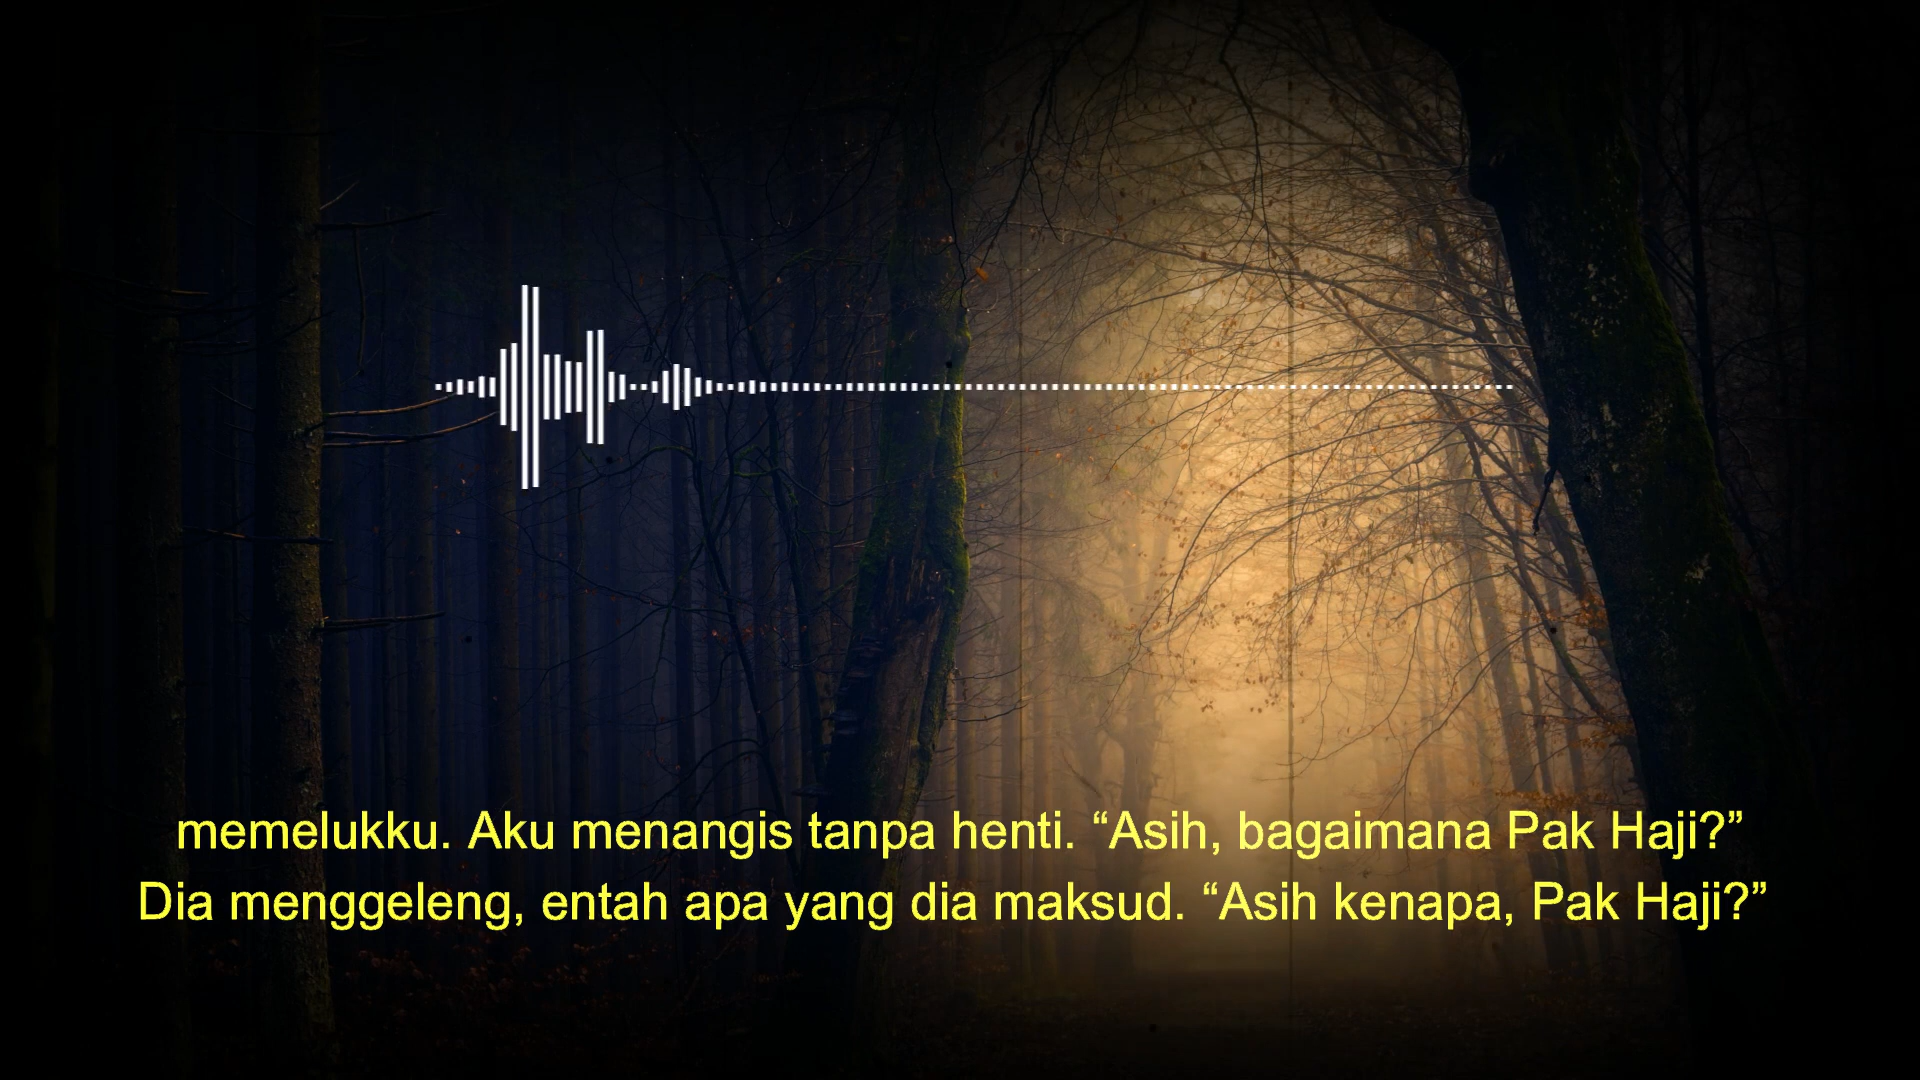 memelukku. Aku menangis tanpa henti. “Asih, bagaimana Pak Haji?”
Dia menggeleng, entah apa yang dia maksud. “Asih kenapa, Pak Haji?”